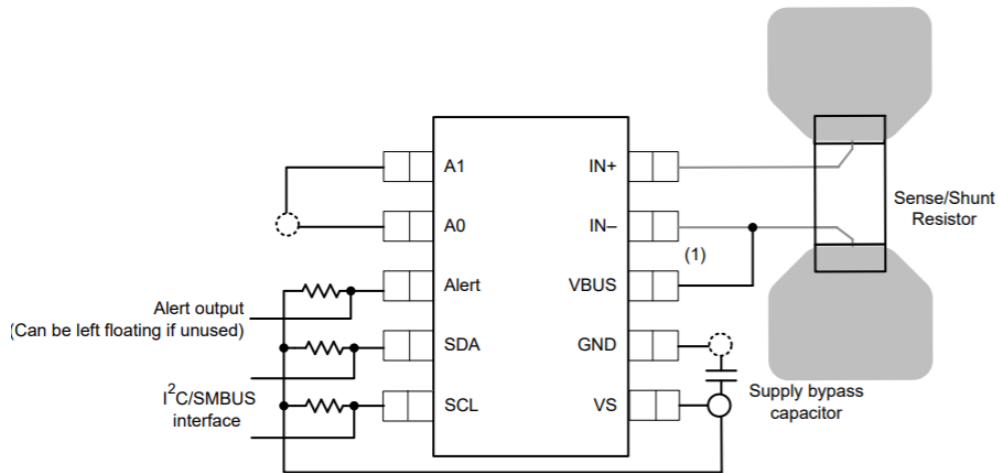 A1
A0
Alert
SDA
SCL
IN+
IN–
(1)
VBUS
GND
VS
Alert output
(Can be left floating if unused)
I2C/SMBUS
interface
Sense/Shunt
Resistor
Supply bypass
capacitor